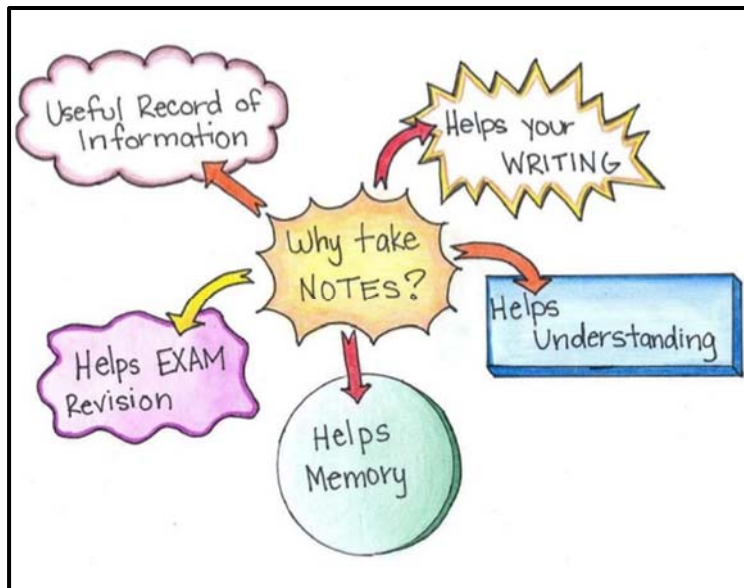 Useful Record of
Information
Helps your
WRITING
Why take
NOTES?
Helps
Understanding
Helps EXAM
Revision
Helps
Memory